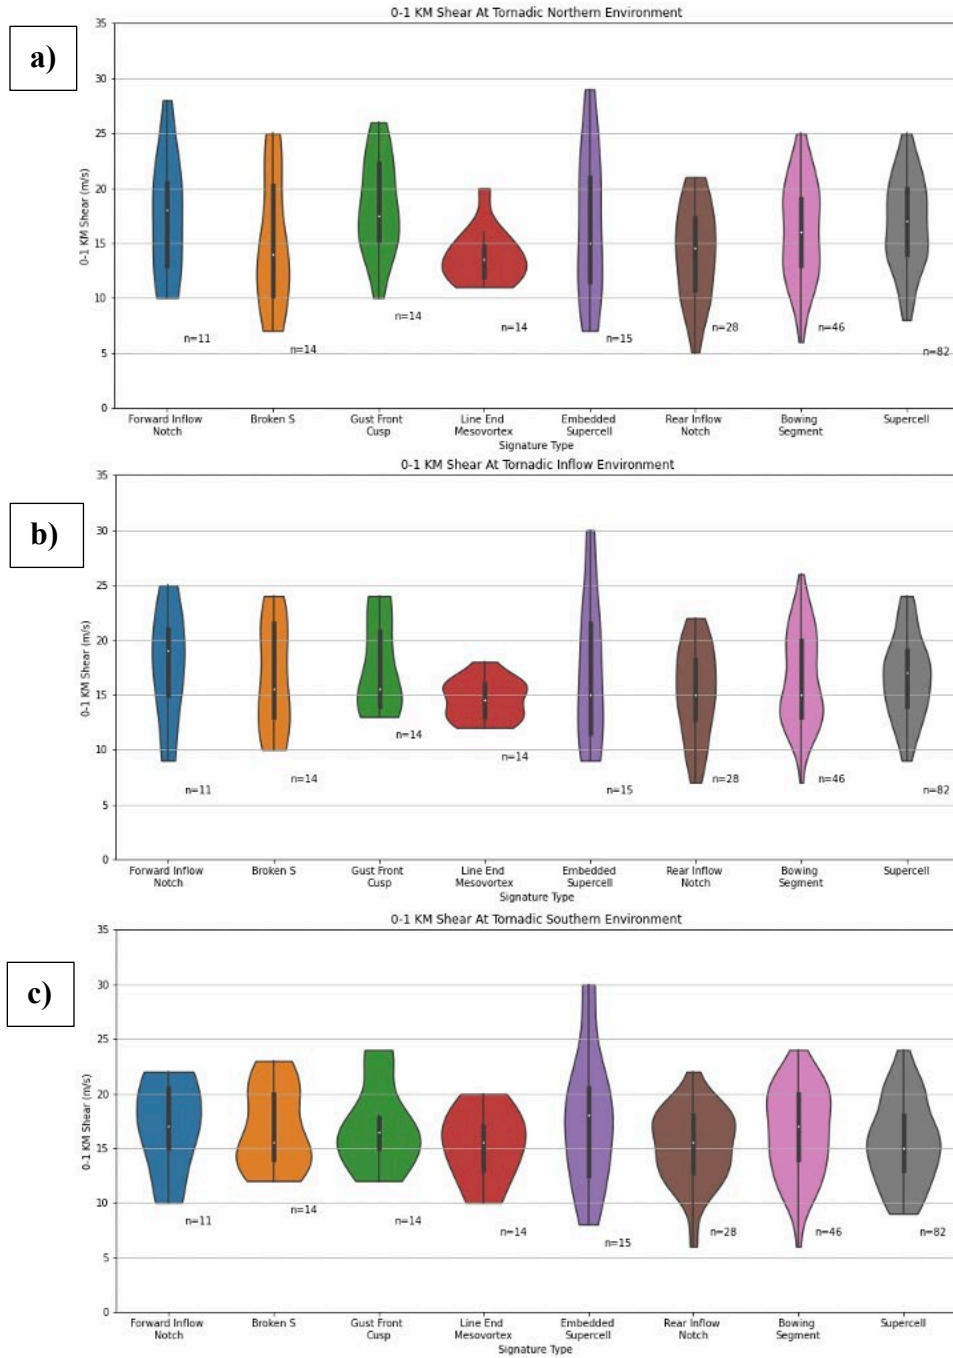 a)
0-1 KM Shear At Tornadic Northern Environment
35
30
25
20
15
10
5
0
0-1 KM Shear (m/s)
n=11
n=14
n=14
n=14
n=15
n=28
n=46
n=82
Forward Inflow
Notch
Broken S
Gust Front
Cusp
Line End
Mesovortex
Embedded
Supercell
Rear Inflow
Notch
Bowing
Segment
Supercell
Signature Type
b)
0-1 KM Shear At Tornadic Inflow Environment
35
30
25
20
15
10
5
0
0-1 KM Shear (m/s)
n=11
n=14
n=14
n=14
n=15
n=28
n=46
n=82
Forward Inflow
Notch
Broken S
Gust Front
Cusp
Line End
Mesovortex
Embedded
Supercell
Rear Inflow
Notch
Bowing
Segment
Supercell
Signature Type
c)
0-1 KM Shear At Tornadic Southern Environment
35
30
25
20
15
10
5
0
0-1 KM Shear (m/s)
n=11
n=14
n=14
n=14
n=15
n=28
n=46
n=82
Forward Inflow
Notch
Broken S
Gust Front
Cusp
Line End
Mesovortex
Embedded
Supercell
Rear Inflow
Notch
Bowing
Segment
Supercell
Signature Type